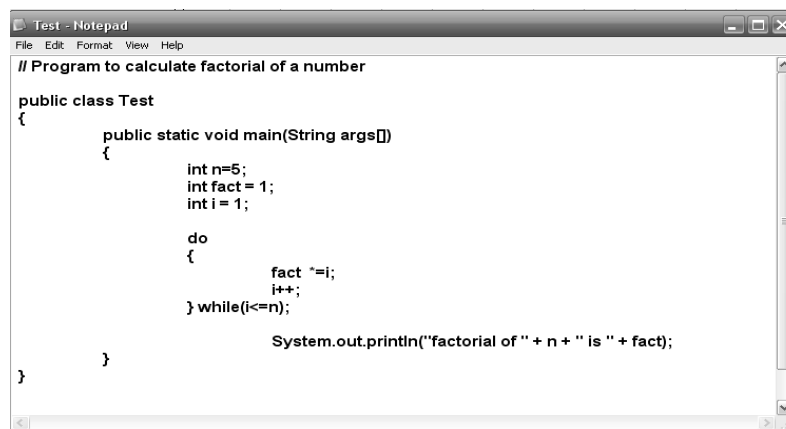 Test - Notepad
File Edit Format View Help
// Program to calculate factorial of a number
public class Test
{
public static void main(String args[])
{
int n=5;
int fact = 1;
int i = 1;
do
{
fact *=i;
i++;
} while(i<=n);
System.out.println("factorial of " + n + " is " + fact);
}
}